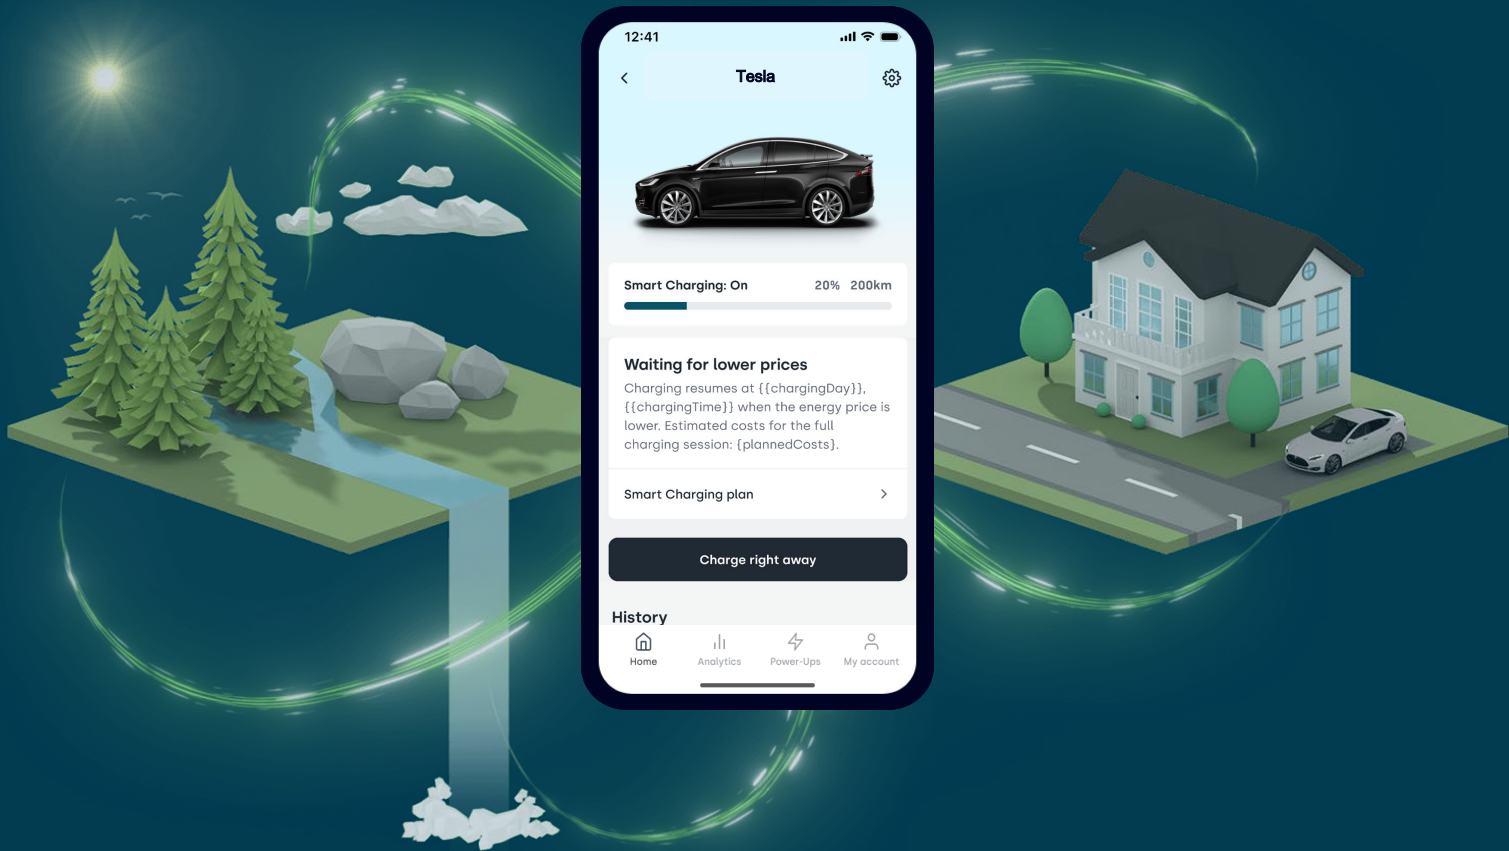 12:41
Tesla
Smart Charging: On 20% 200km
Waiting for lower prices
Charging resumes at {{chargingDay}},
{{chargingTime}} when the energy price is
lower. Estimated costs for the full
charging session: {plannedCosts}.
Smart Charging plan
Charge right away
History
Home Analytics Power-Ups My account